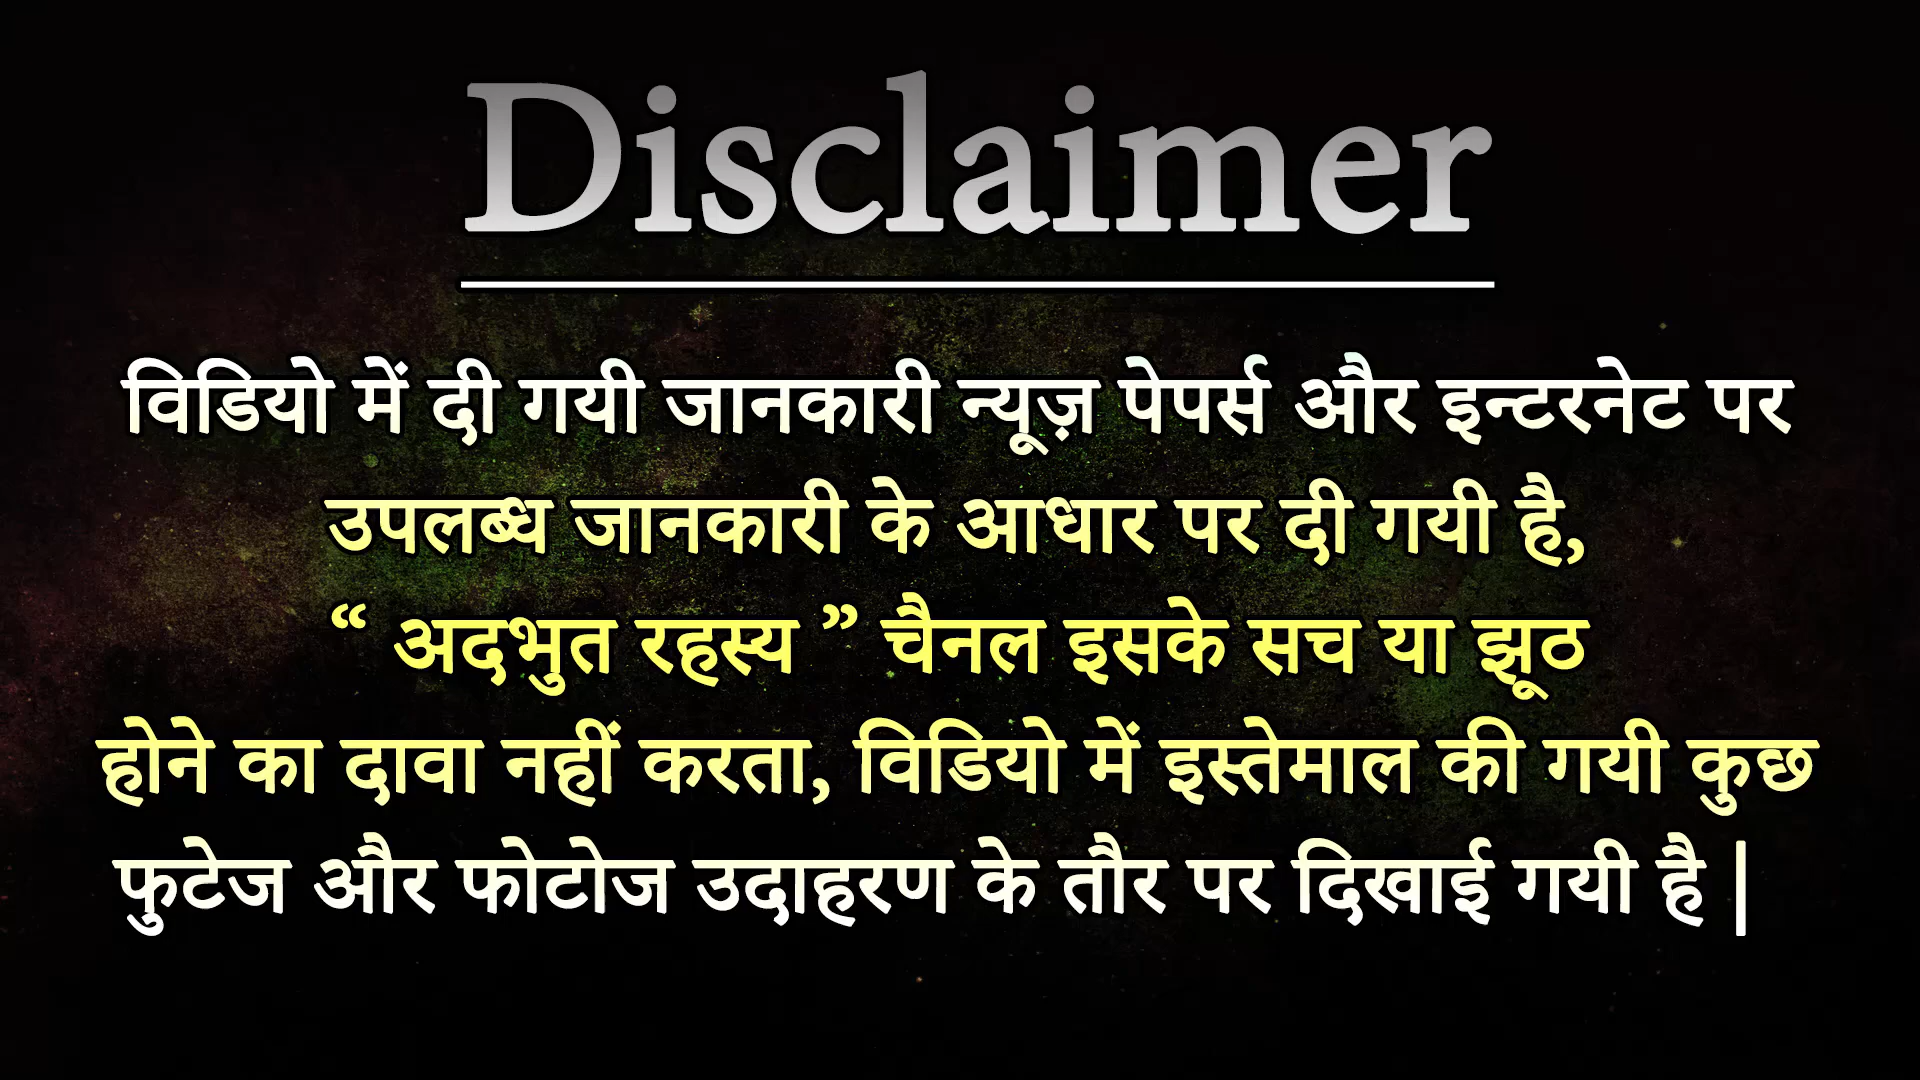 Disclaimer
विडियो में दी गयी जानकारी न्यूज़ पेपर्स और इन्टरनेट पर
उपलब्ध जानकारी के आधार पर दी गयी है,
“ अदभुत रहस्य ” चैनल इसके सच या झूठ
होने का दावा नहीं करता, विडियो में इस्तेमाल की गयी कुछ
फुटेज और फोटोज उदाहरण के तौर पर दिखाई गयी है |